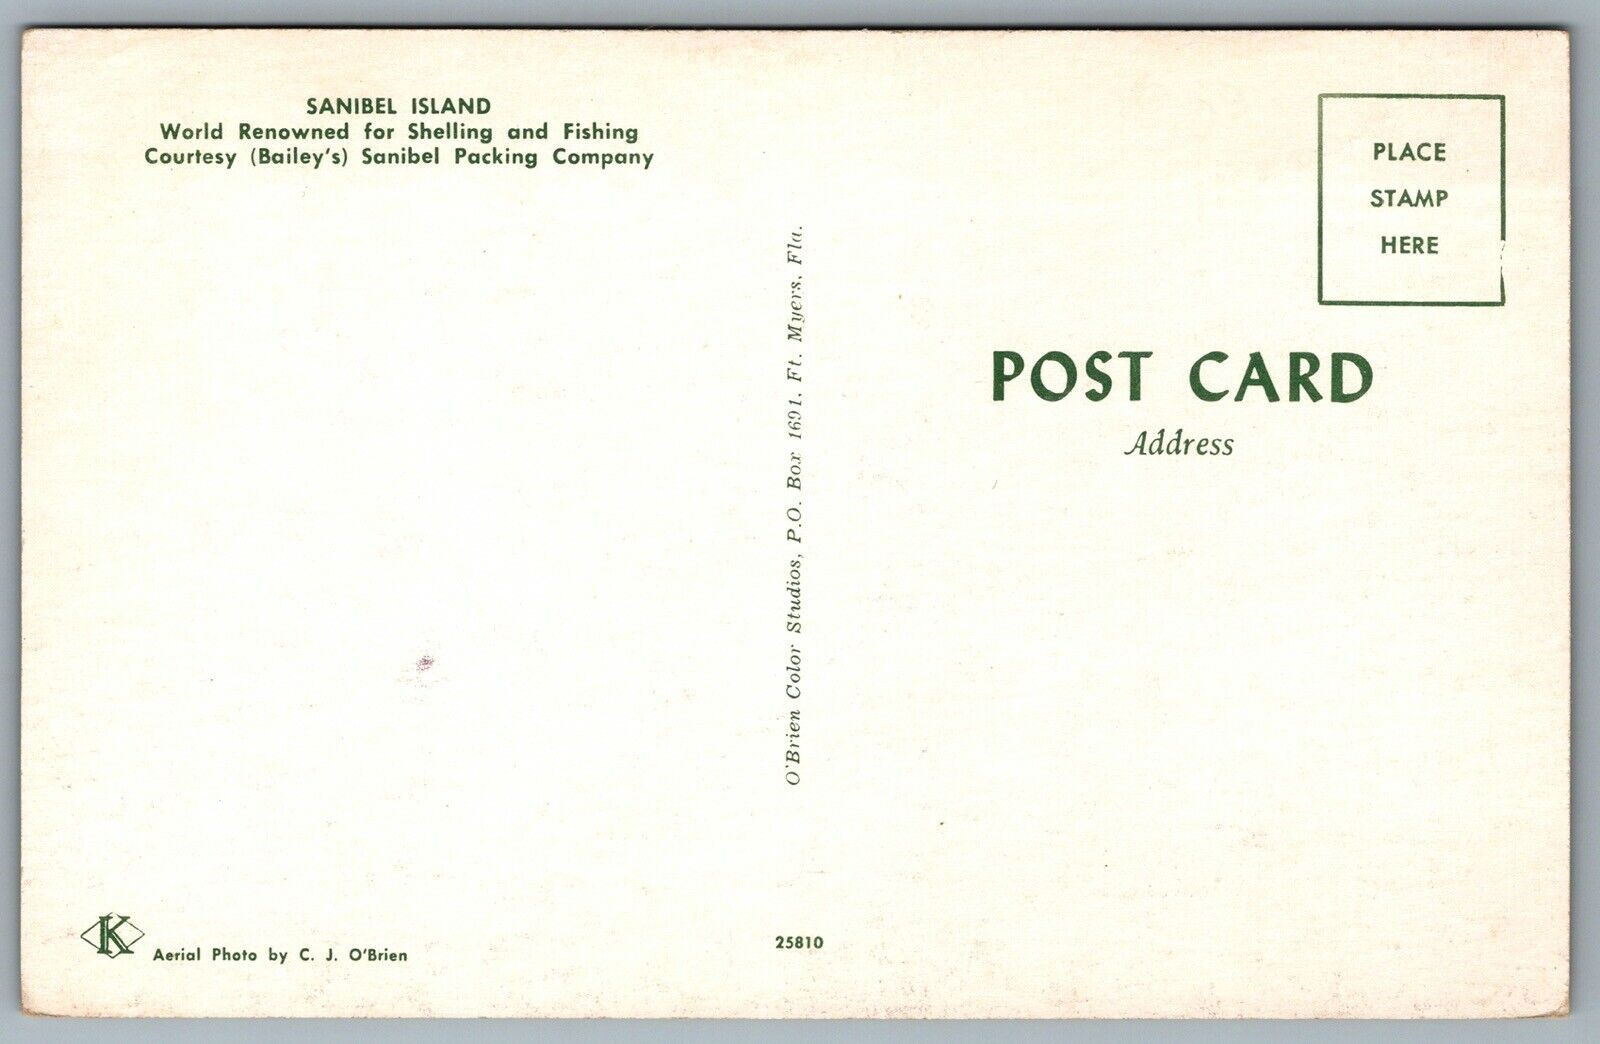 SANIBEL ISLAND
World Renowned for Shelling and Fishing
Courtesy (Bailey's) Sanibel Packing Company
O'Brien Color Studios, P.O. Box 1691, Ft. Myers, Fla.
PLACE
STAMP
HERE
POST CARD
Address
K
Aerial Photo by C. J. O'Brien
25810